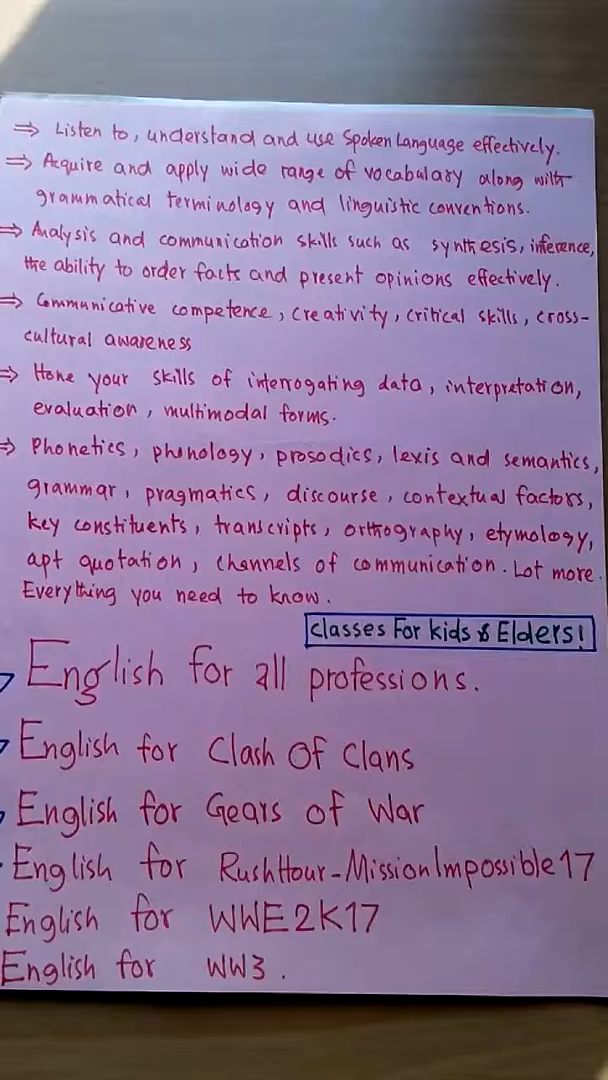 ⇒ Listen to, understand and use Spoken Language effectively.
⇒ Acquire and apply wide range of vocabulary along with
grammatical terminology and linguistic conventions.
⇒ Analysis and communication skills such as synthesis, inference,
the ability to order facts and present opinions effectively.
⇒ Communicative competence, creativity, critical skills, cross-
cultural awareness
⇒ Hone your skills of interrogating data, interpretation,
evaluation, multimodal forms.
⇒ Phonetics, phonology, prosodics, lexis and semantics,
grammar, pragmatics, discourse, contextual factors,
key constituents, transcripts, orthography, etymology,
apt quotation, channels of communication. Lot more.
Everything you need to know.
Classes For kids & Elders!
English for all professions.
English for Clash Of Clans
English for Gears of War
English for RushHour-MissionImpossible17
English for WWE2K17
English for WW3.